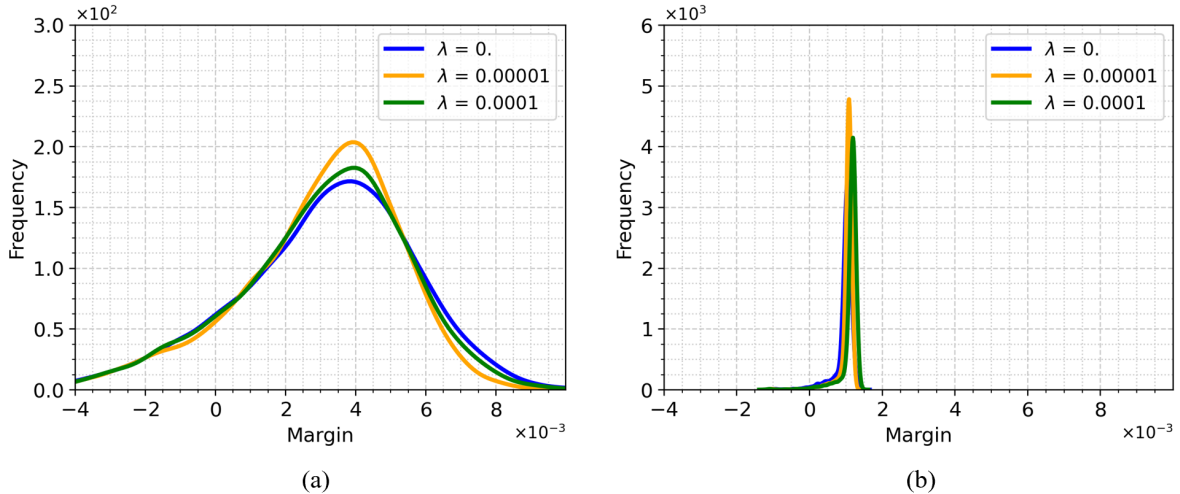 ×10²
3.0
2.5
2.0
1.5
1.0
0.5
0.0
Frequency
λ = 0.
λ = 0.00001
λ = 0.0001
−4 −2 0 2 4 6 8
Margin
×10⁻³
(a)
×10³
6
5
4
3
2
1
0
Frequency
λ = 0.
λ = 0.00001
λ = 0.0001
−4 −2 0 2 4 6 8
Margin
×10⁻³
(b)